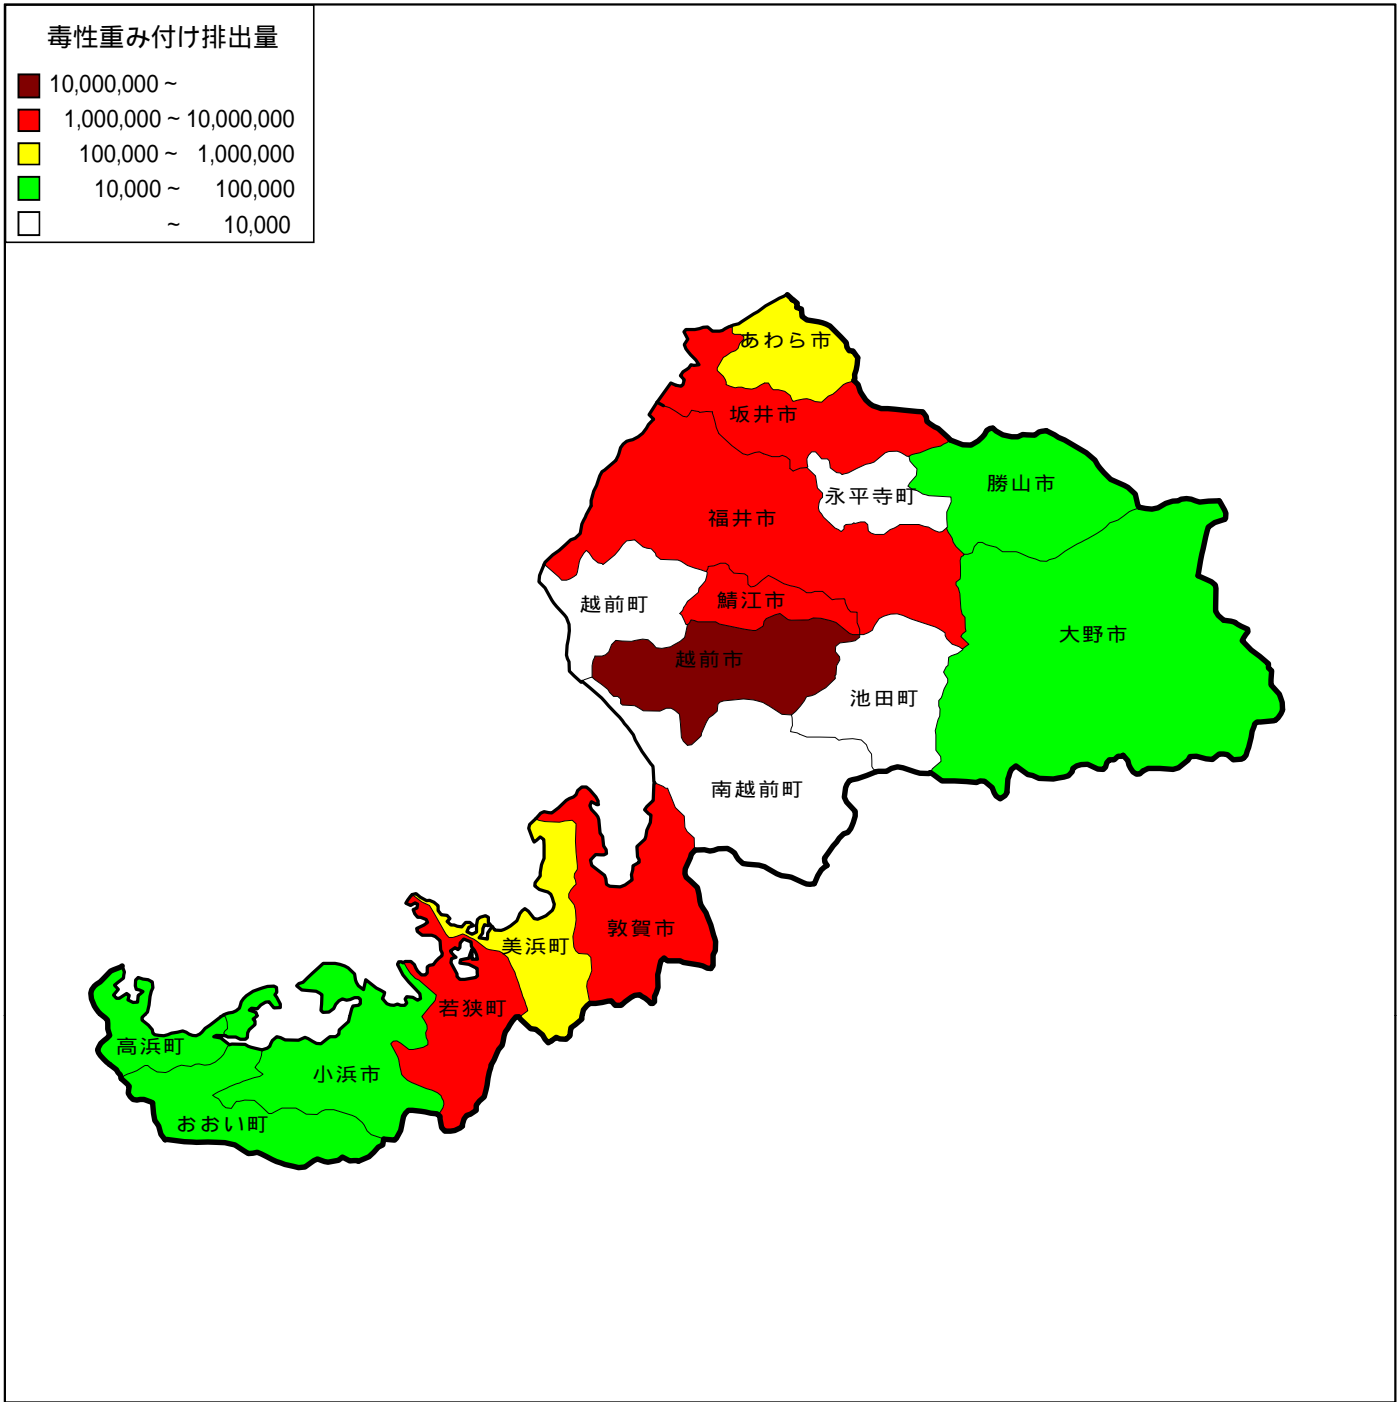 毒性重み付け排出量
10,000,000 ~
1,000,000 ~ 10,000,000
100,000 ~ 1,000,000
10,000 ~ 100,000
~ 10,000
あわら市
坂井市
勝山市
永平寺町
福井市
越前町
鯖江市
大野市
越前市
池田町
南越前町
敦賀市
美浜町
若狭町
高浜町
小浜市
おおい町